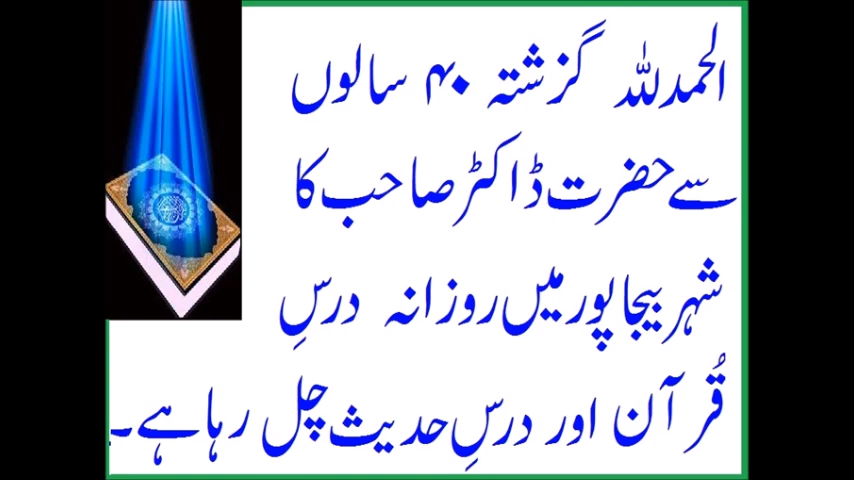 الحمدللہ گزشتہ ۴۰ سالوں
سے حضرت ڈاکٹر صاحب کا
شہر بیجاپور میں روزانہ درسِ
قُرآن اور درسِ حدیث چل رہا ہے۔